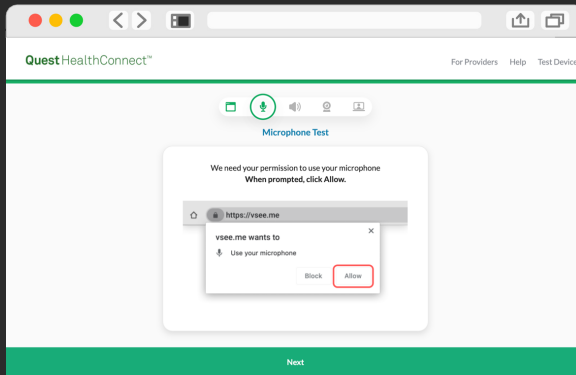 Quest HealthConnect™
For Providers Help Test Device
Microphone Test
We need your permission to use your microphone
When prompted, click Allow.
https://vsee.me
vsee.me wants to
Use your microphone
Block Allow
Next